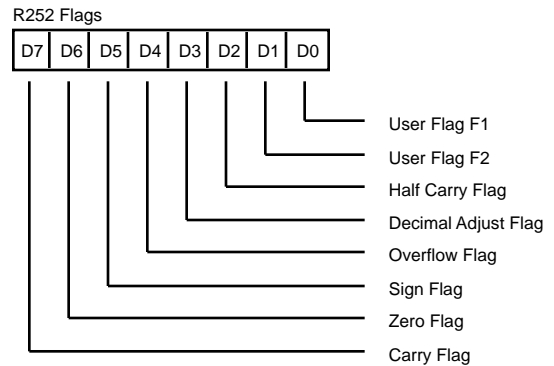 R252 Flags
D7 D6 D5 D4 D3 D2 D1 D0
User Flag F1
User Flag F2
Half Carry Flag
Decimal Adjust Flag
Overflow Flag
Sign Flag
Zero Flag
Carry Flag